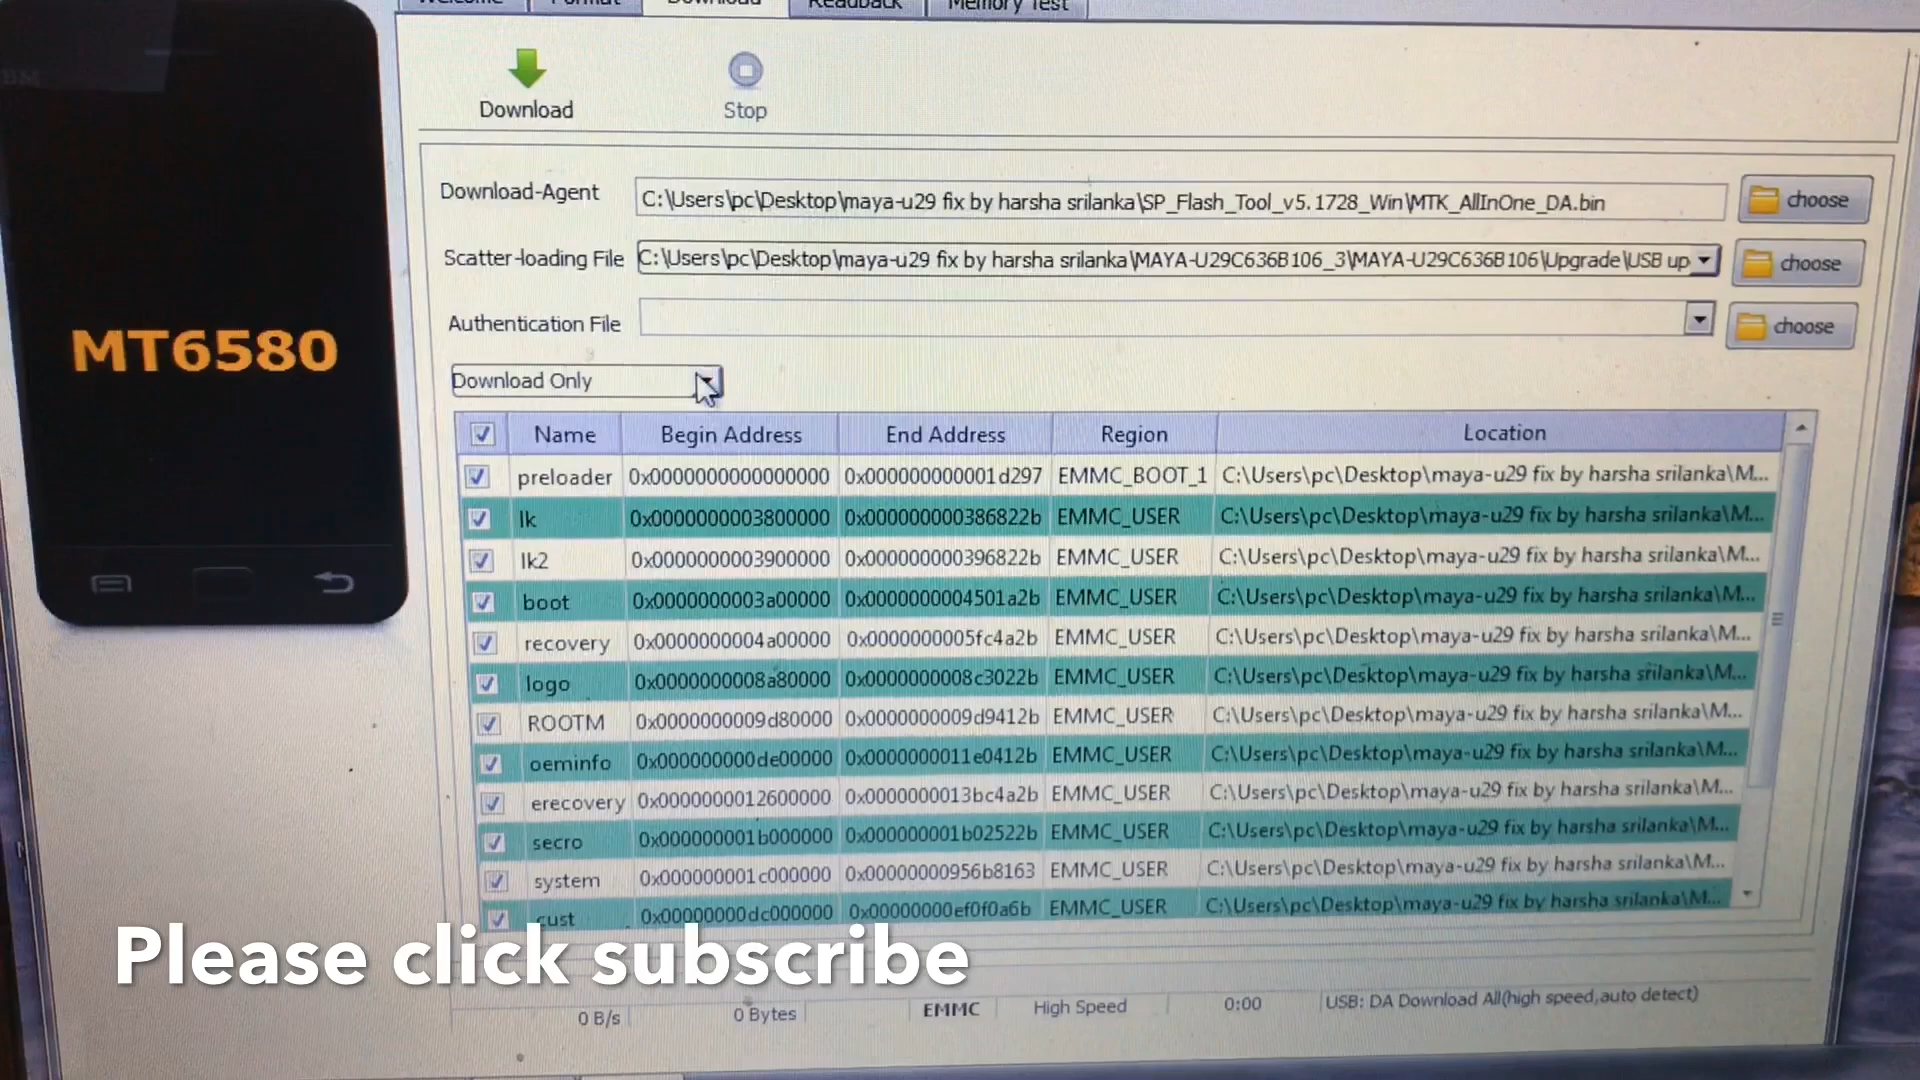 Welcome Format Download Readback Memory Test
Download Stop
Download-Agent C:\Users\pc\Desktop\maya-u29 fix by harsha srilanka\SP_Flash_Tool_v5.1728_Win\MTK_AllInOne_DA.bin choose
Scatter-loading File C:\Users\pc\Desktop\maya-u29 fix by harsha srilanka\MAYA-U29C636B106_3\MAYA-U29C636B106\Upgrade\USB up choose
Authentication File choose
MT6580
Download Only
Name Begin Address End Address Region Location
preloader 0x0000000000000000 0x000000000001d297 EMMC_BOOT_1 C:\Users\pc\Desktop\maya-u29 fix by harsha srilanka\M...
lk 0x0000000003800000 0x000000000386822b EMMC_USER C:\Users\pc\Desktop\maya-u29 fix by harsha srilanka\M...
lk2 0x0000000003900000 0x000000000396822b EMMC_USER C:\Users\pc\Desktop\maya-u29 fix by harsha srilanka\M...
boot 0x0000000003a00000 0x0000000004501a2b EMMC_USER C:\Users\pc\Desktop\maya-u29 fix by harsha srilanka\M...
recovery 0x0000000004a00000 0x0000000005fc4a2b EMMC_USER C:\Users\pc\Desktop\maya-u29 fix by harsha srilanka\M...
logo 0x0000000008a80000 0x0000000008c3022b EMMC_USER C:\Users\pc\Desktop\maya-u29 fix by harsha srilanka\M...
ROOTM 0x0000000009d80000 0x0000000009d9412b EMMC_USER C:\Users\pc\Desktop\maya-u29 fix by harsha srilanka\M...
oeminfo 0x000000000de00000 0x0000000011e0412b EMMC_USER C:\Users\pc\Desktop\maya-u29 fix by harsha srilanka\M...
erecovery 0x0000000012600000 0x0000000013bc4a2b EMMC_USER C:\Users\pc\Desktop\maya-u29 fix by harsha srilanka\M...
secro 0x000000001b000000 0x000000001b02522b EMMC_USER C:\Users\pc\Desktop\maya-u29 fix by harsha srilanka\M...
system 0x000000001c000000 0x00000000956b8163 EMMC_USER C:\Users\pc\Desktop\maya-u29 fix by harsha srilanka\M...
cust 0x00000000dc000000 0x00000000ef0f0a6b EMMC_USER C:\Users\pc\Desktop\maya-u29 fix by harsha srilanka\M...
Please click subscribe
0 B/s 0 Bytes EMMC High Speed 0:00 USB: DA Download All(high speed,auto detect)